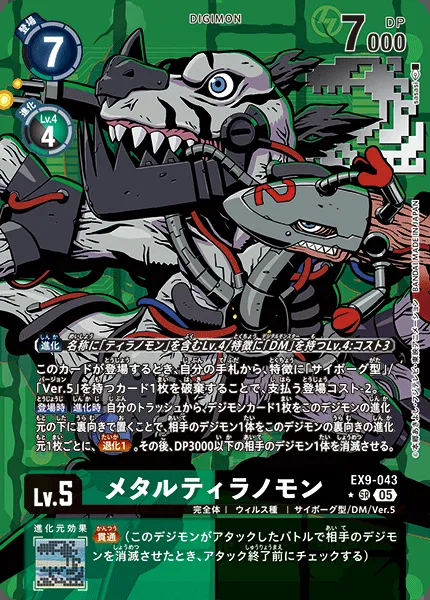 DIGIMON
登場
7
DP
7000
進化
Lv.4
4
2
BANDAI MADE IN JAPAN
進化 名称に「ティラノモン」を含むLv.4/特徴に「DM」を持つLv.4:コスト3
このカードが登場するとき、自分の手札から、特徴に「サイボーグ型」/
「Ver.5」を持つカード1枚を破棄することで、支払う登場コスト-2。
登場時 進化時 自分のトラッシュから、デジモンカード1枚をこのデジモンの進化
元の下に裏向きで置くことで、相手のデジモン1体をこのデジモンの裏向きの進化
元1枚ごとに、退化1。その後、DP3000以下の相手のデジモン1体を消滅させる。
EX9-043
SR 05
Lv.5
メタルティラノモン
完全体 | ウィルス種 | サイボーグ型/DM/Ver.5
進化元効果
貫通 (このデジモンがアタックしたバトルで相手のデジモ
ンを消滅させたとき、アタック終了前にチェックする)